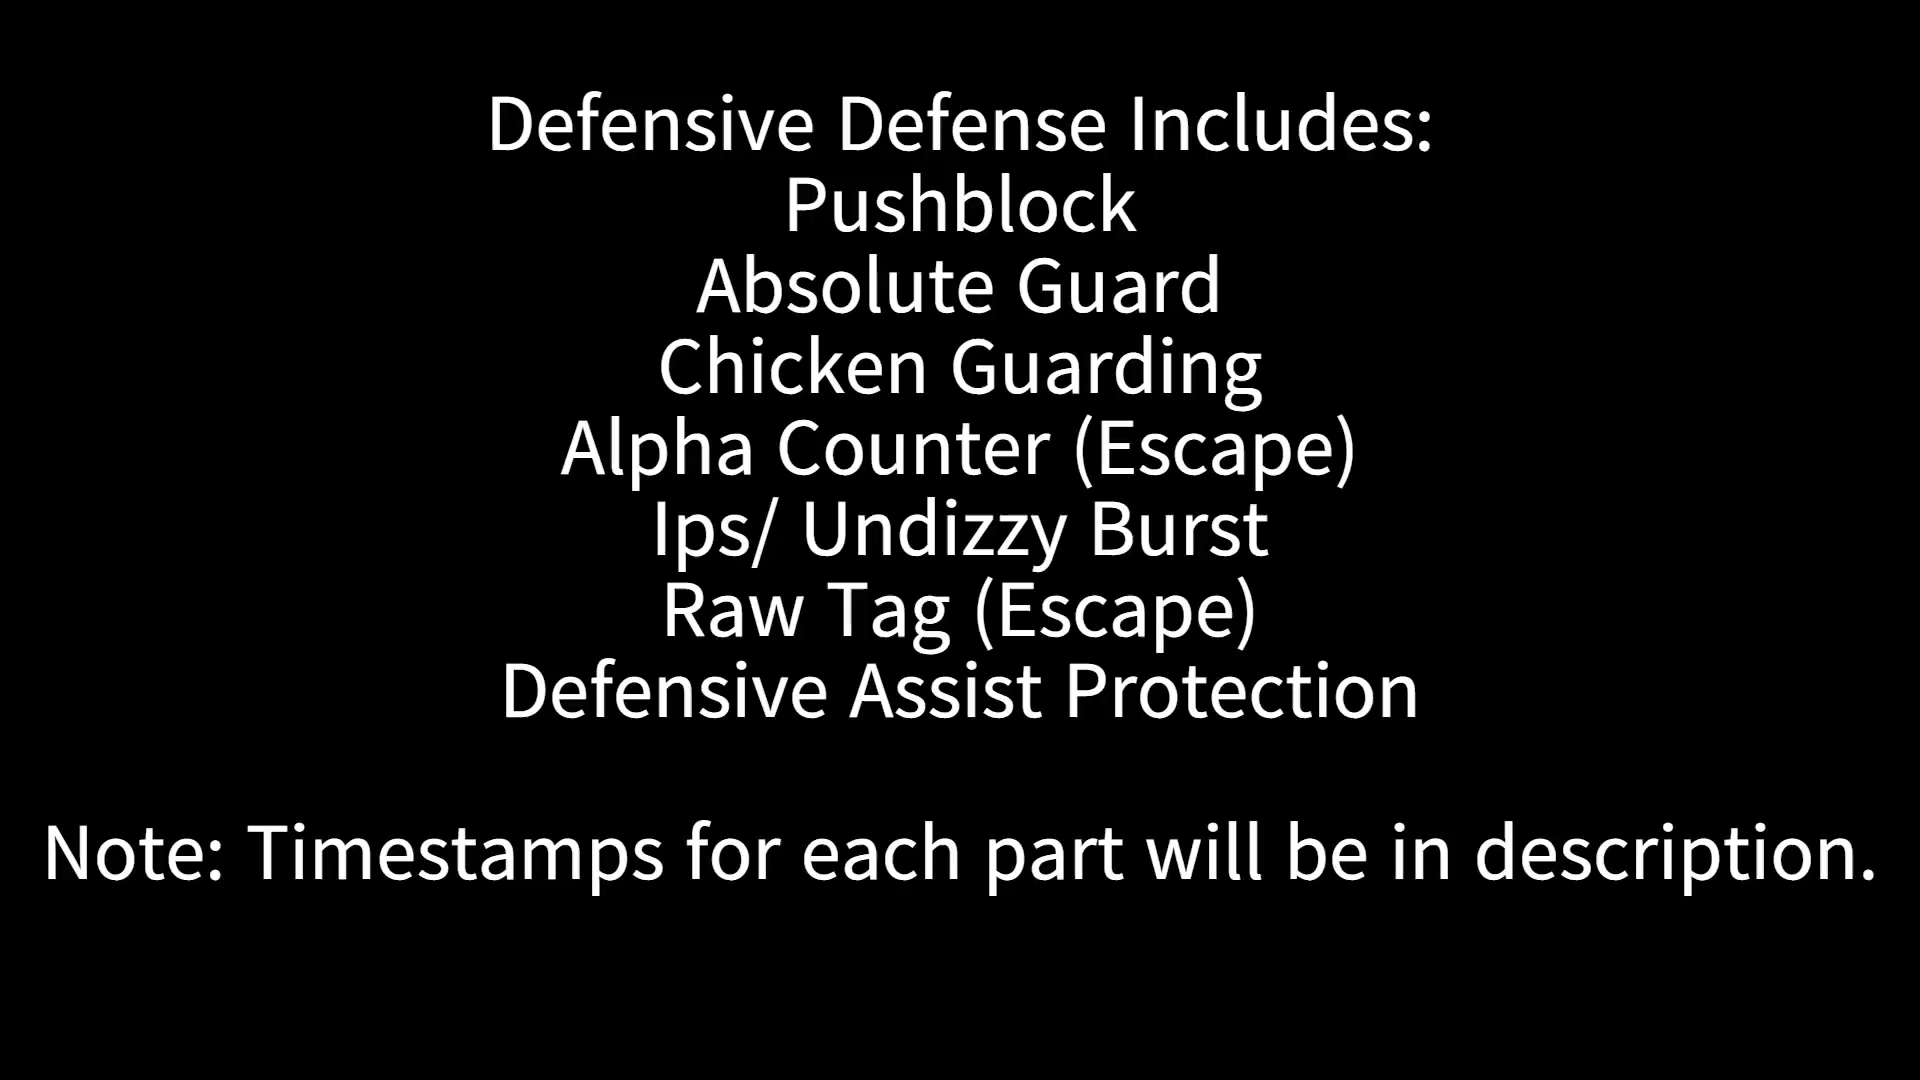 Defensive Defense Includes:
Pushblock
Absolute Guard
Chicken Guarding
Alpha Counter (Escape)
Ips/ Undizzy Burst
Raw Tag (Escape)
Defensive Assist Protection
Note: Timestamps for each part will be in description.